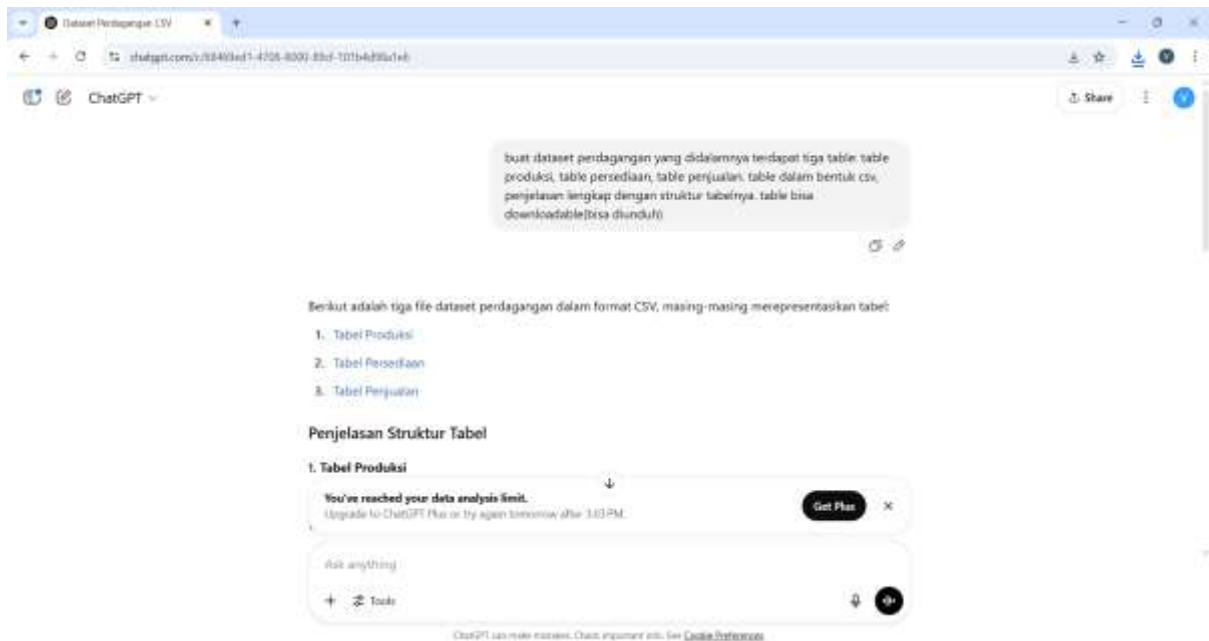 Dataset Perdagangan CSV
ChatGPT
Share
buat dataset perdagangan yang didalamnya terdapat tiga table: table
produksi, table persediaan, table penjualan. table dalam bentuk csv,
penjelasan lengkap dengan struktur tabelnya. table bisa
downloadable(bisa diunduh)
Berikut adalah tiga file dataset perdagangan dalam format CSV, masing-masing merepresentasikan tabel:
1. Tabel Produksi
2. Tabel Persediaan
3. Tabel Penjualan
Penjelasan Struktur Tabel
1. Tabel Produksi
You've reached your data analysis limit.
Upgrade to ChatGPT Plus or try again tomorrow after 3:03 PM.
Get Plus
Ask anything
Tools
ChatGPT can make mistakes. Check important info. See Cookie Preferences.